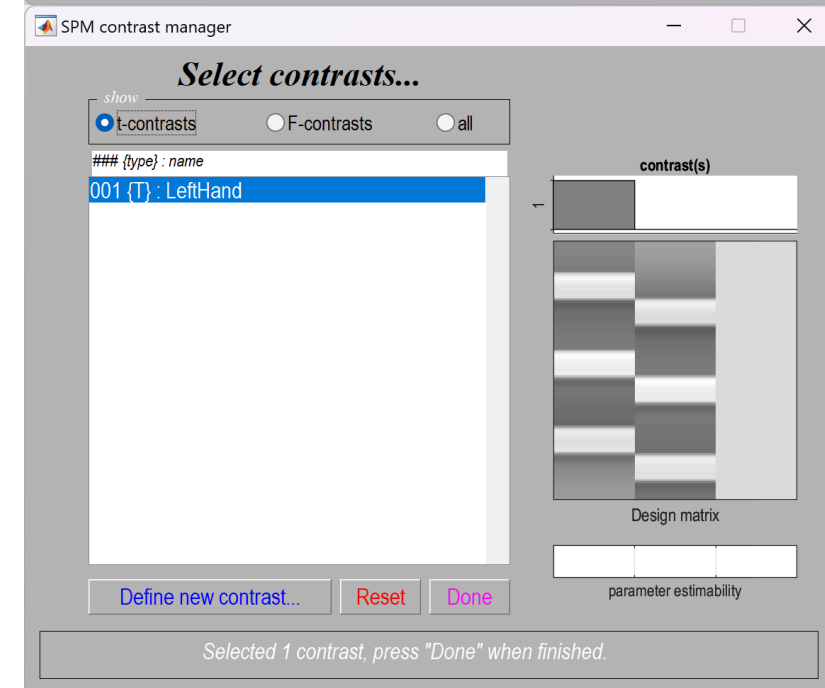 SPM contrast manager
Select contrasts...
show
t-contrasts
F-contrasts
all
### {type} : name
001 {T} : LeftHand
contrast(s)
1
Design matrix
parameter estimability
Define new contrast...
Reset
Done
Selected 1 contrast, press "Done" when finished.